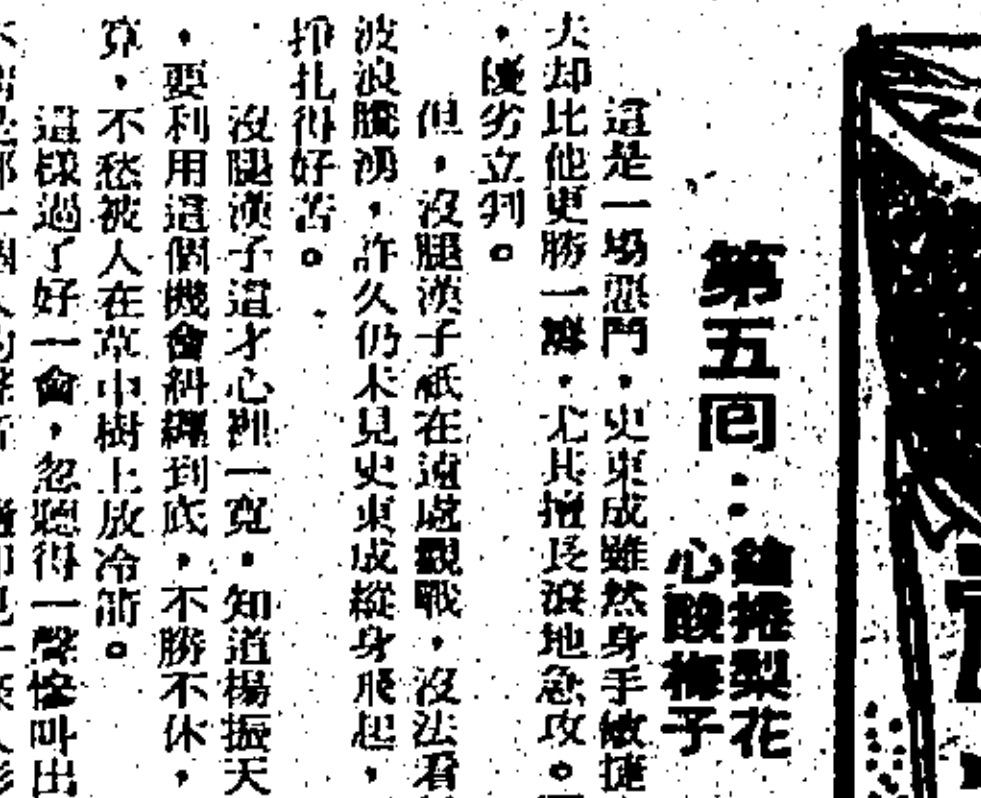 第五回：
鎗捲梨花
心酸梅子
這是一場惡鬥，史東成雖然身手敏捷
夫却比他更勝一籌，尤其擅長滾地急攻。
，優劣立判。
但，沒腿漢子祇在遠處觀戰，沒法看
波浪騰湧，許久仍未見史東成縱身飛起，
掙扎得好苦。
沒腿漢子這才心裡一寬，知道楊振天
，要利用這個機會糾纏到底，不勝不休，
算，不愁被人在草中樹上放冷箭。
這樣過了好一會，忽聽得一聲慘叫出